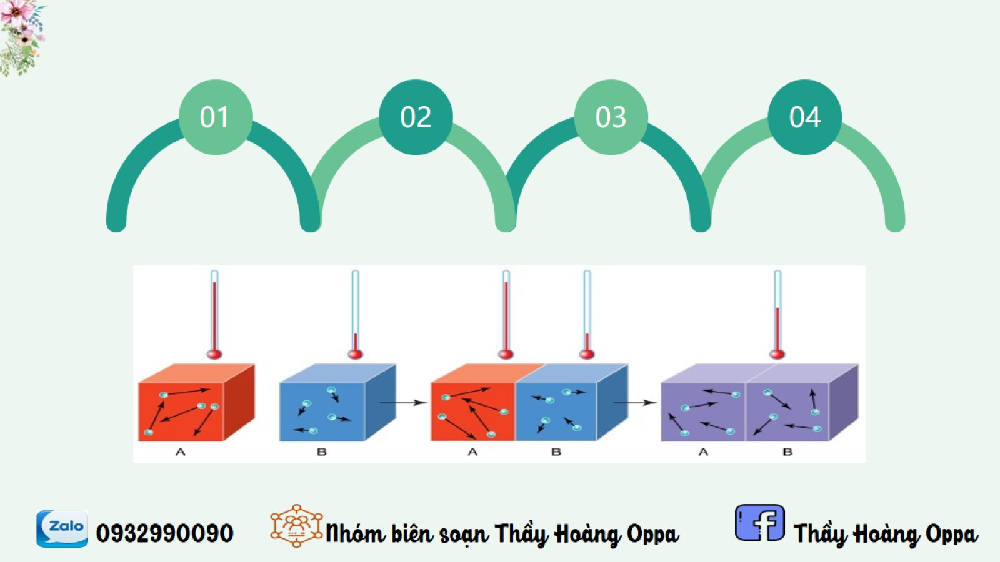 01
02
03
04
A
B
A
B
A
B
Zalo
0932990090
Nhóm biên soạn Thầy Hoàng Oppa
f
Thầy Hoàng Oppa